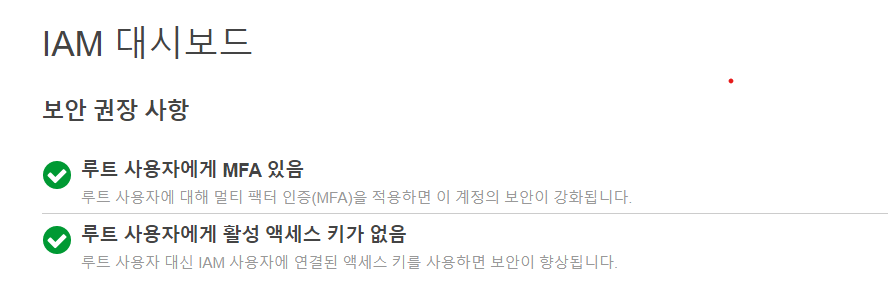 IAM 대시보드
보안 권장 사항
루트 사용자에게 MFA 있음
루트 사용자에 대해 멀티 팩터 인증(MFA)을 적용하면 이 계정의 보안이 강화됩니다.
루트 사용자에게 활성 액세스 키가 없음
루트 사용자 대신 IAM 사용자에 연결된 액세스 키를 사용하면 보안이 향상됩니다.